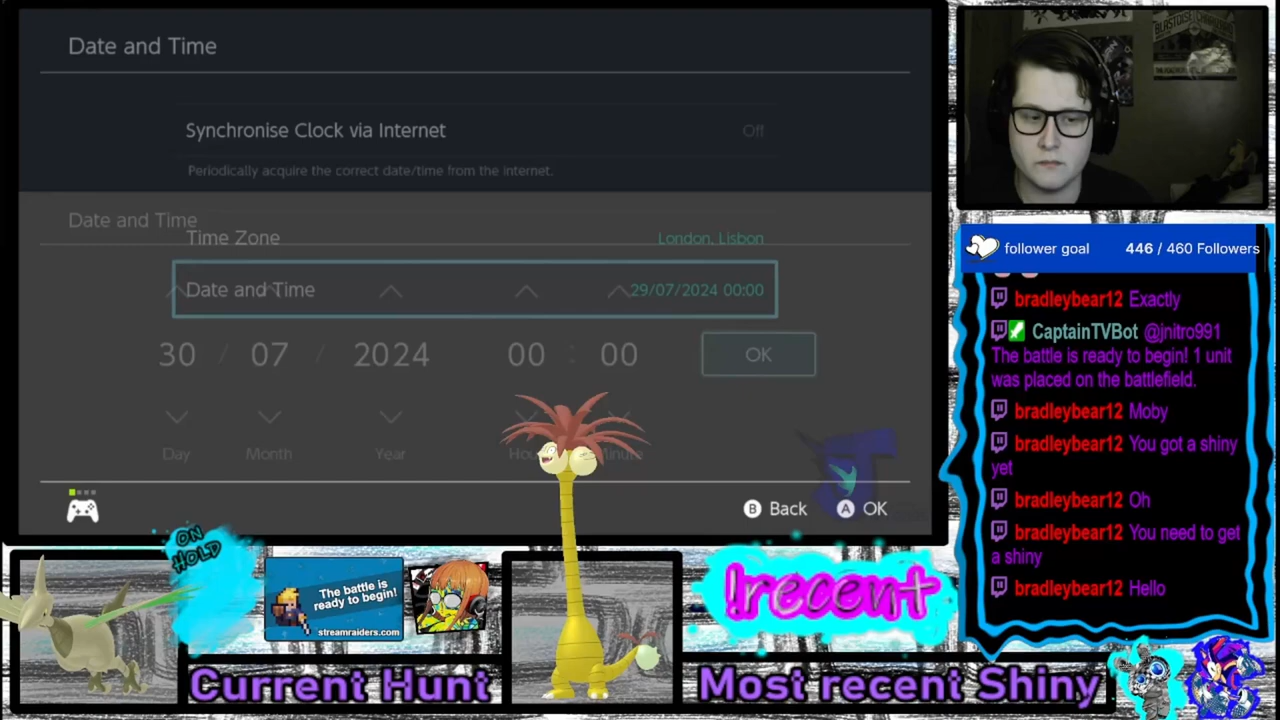 Date and Time
Synchronise Clock via Internet Off
Periodically acquire the correct date/time from the internet.
Date and Time
Time Zone London, Lisbon
Date and Time 29/07/2024 00:00
30 / 07 / 2024 00 : 00 OK
Day Month Year
B Back A OK
BLASTOISE
follower goal 446 / 460 Followers
bradleybear12 Exactly
CaptainTVBot @jnitro991
The battle is ready to begin! 1 unit
was placed on the battlefield.
bradleybear12 Moby
bradleybear12 You got a shiny
yet
bradleybear12 Oh
bradleybear12 You need to get
a shiny
bradleybear12 Hello
ON
HOLD
The battle is
ready to begin!
streamraiders.com
!recent
Current Hunt
Most recent Shiny